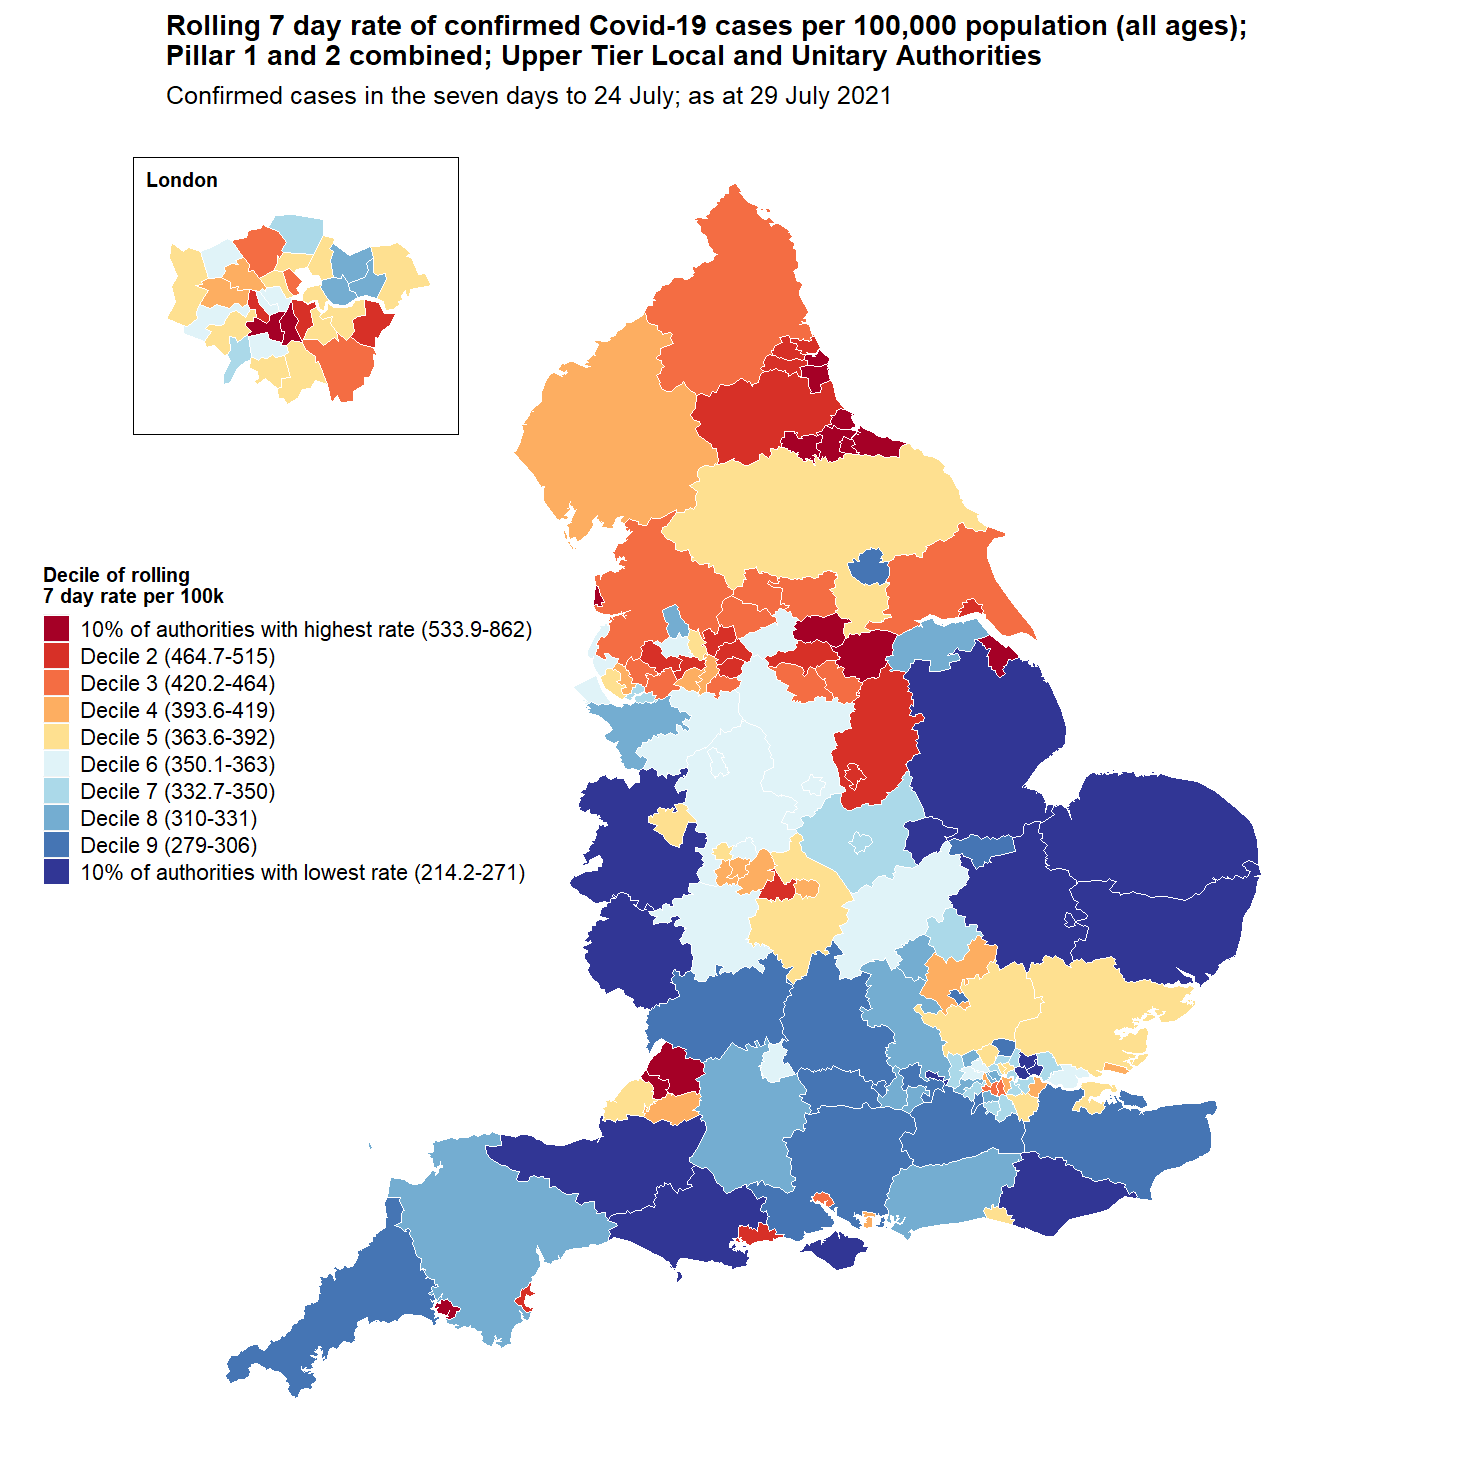 Rolling 7 day rate of confirmed Covid-19 cases per 100,000 population (all ages);
Pillar 1 and 2 combined; Upper Tier Local and Unitary Authorities
Confirmed cases in the seven days to 24 July; as at 29 July 2021
London
Decile of rolling
7 day rate per 100k
10% of authorities with highest rate (533.9-862)
Decile 2 (464.7-515)
Decile 3 (420.2-464)
Decile 4 (393.6-419)
Decile 5 (363.6-392)
Decile 6 (350.1-363)
Decile 7 (332.7-350)
Decile 8 (310-331)
Decile 9 (279-306)
10% of authorities with lowest rate (214.2-271)